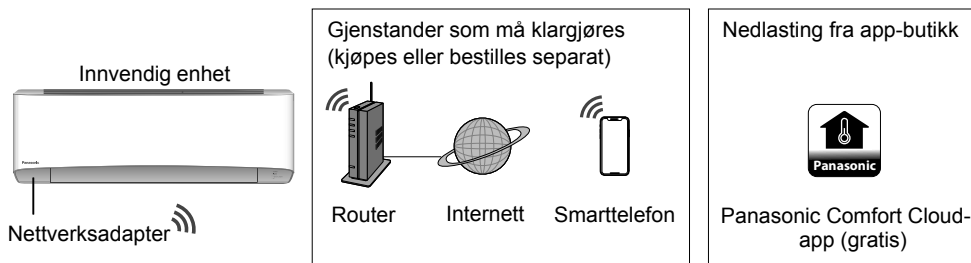 Innvendig enhet
Panasonic
Nettverksadapter
Gjenstander som må klargjøres
(kjøpes eller bestilles separat)
Router
Internett
Smarttelefon
Nedlasting fra app-butikk
Panasonic
Panasonic Comfort Cloud-
app (gratis)